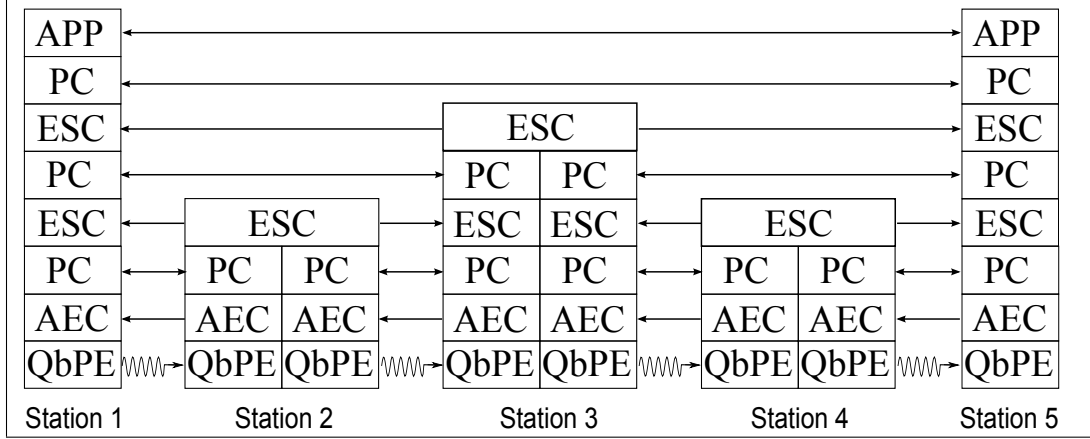 APP APP
PC PC
ESC ESC ESC
PC PC PC PC
ESC ESC ESC ESC ESC ESC
PC PC PC PC PC PC PC PC
AEC AEC AEC AEC AEC AEC AEC AEC
QbPE QbPE QbPE QbPE QbPE QbPE QbPE QbPE
Station 1 Station 2 Station 3 Station 4 Station 5